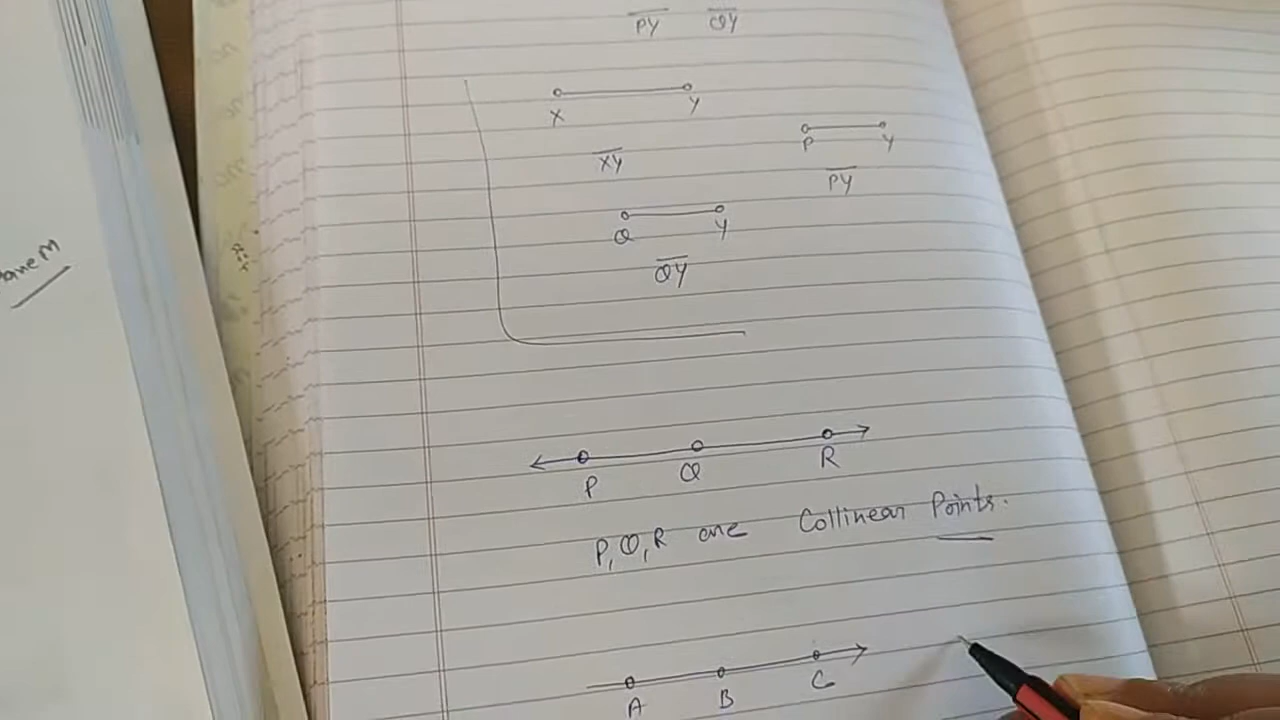 PY QY
X Y
P Y
XY
PY
Q Y
QY
P Q R
P, Q, R are Collinear Points.
A B C